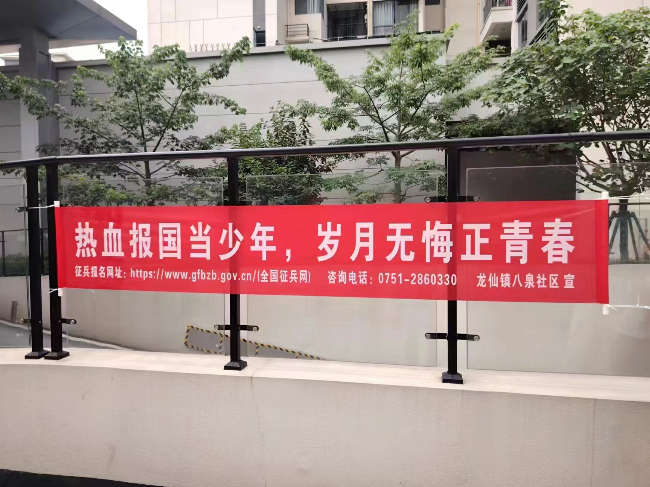 热血报国当少年，岁月无悔正青春
征兵报名网址：https://www.gfbzb.gov.cn/(全国征兵网) 咨询电话：0751-2860330 龙仙镇八泉社区 宣